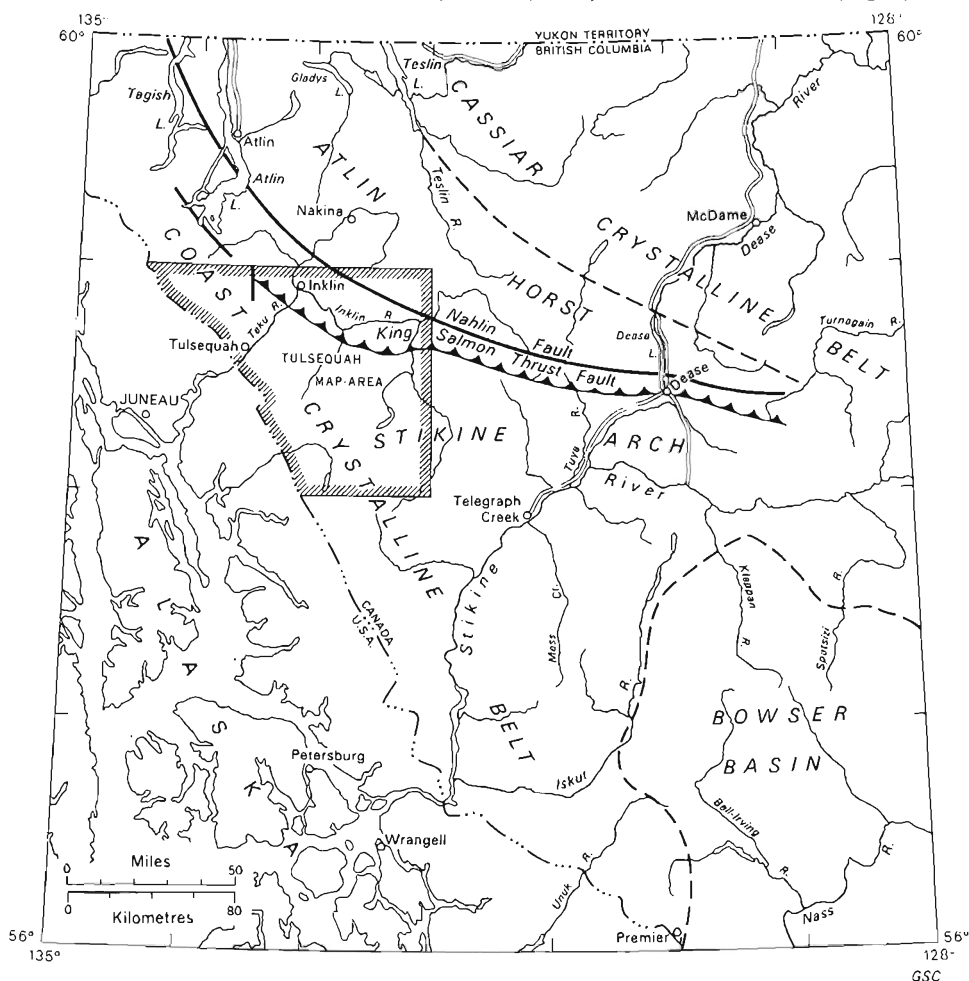 135°
128°
60°
60°
YUKON TERRITORY
BRITISH COLUMBIA
Teslin
L.
Gladys
L.
Tagish
L.
River
CASSIAR
Atlin
ATLIN
Atlin
L.
Teslin R.
Nakina
McDame
Dease
CRYSTALLINE
COAST
HORST
Inklin
Inklin R
Taku R.
Nahlin Fault
King Salmon Thrust Fault
Dease
L.
Turnagain R.
BELT
Tulsequah
TULSEQUAH
MAP-AREA
Dease
JUNEAU
CRYSTALLINE
STIKINE
ARCH
Tuya R.
River
Telegraph
Creek
ALASKA
CANADA
U.S.A.
Stikine
Mess Cr.
Klappan R.
Spatsizi R.
BELT
R.
BOWSER
BASIN
Petersburg
Iskut
Bell-Irving R.
Wrangell
Miles
0 50
0 80
Kilometres
Unuk R.
R.
Nass
Premier
56°
56°
135°
128°
GSC